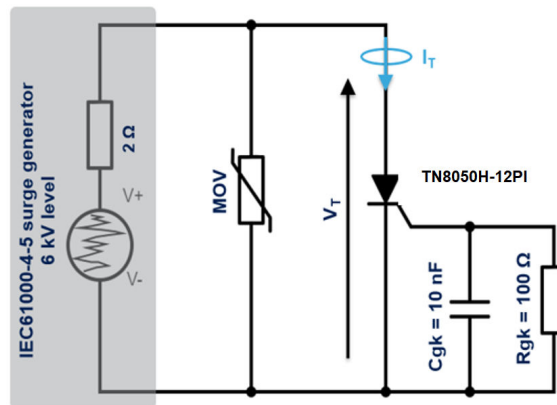 IEC61000-4-5 surge generator
6 kV level
2 Ω
V+
V-
MOV
V_T
I_T
TN8050H-12PI
Cgk = 10 nF
Rgk = 100 Ω